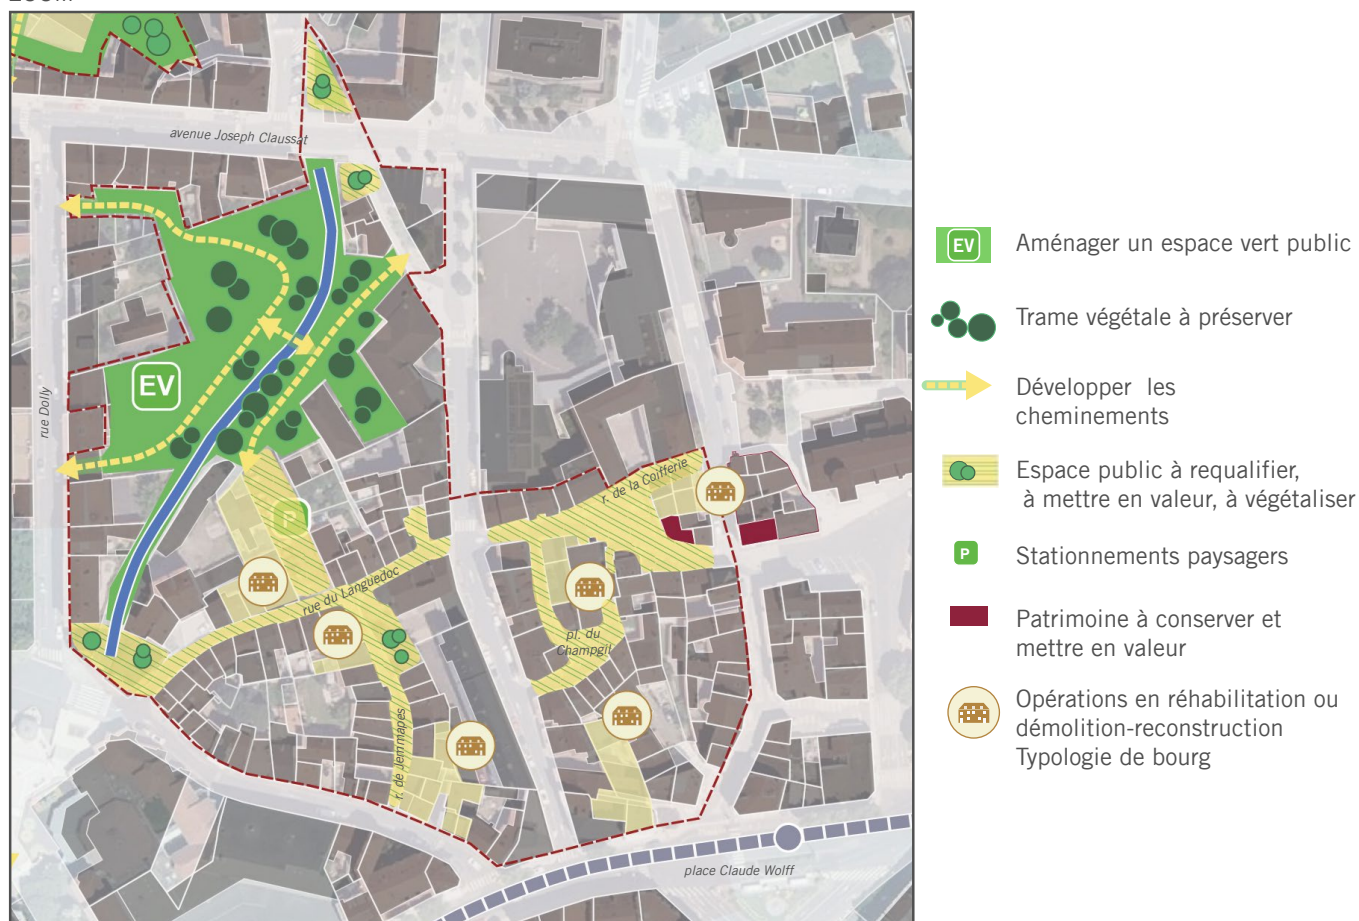 avenue Joseph Claussat
rue Dolly
EV
P
r. de la Coifferie
rue du Languedoc
pl. du
Champgil
r. de Jemmapes
place Claude Wolff
EV
Aménager un espace vert public
Trame végétale à préserver
Développer les
cheminements
Espace public à requalifier,
à mettre en valeur, à végétaliser
P
Stationnements paysagers
Patrimoine à conserver et
mettre en valeur
Opérations en réhabilitation ou
démolition-reconstruction
Typologie de bourg